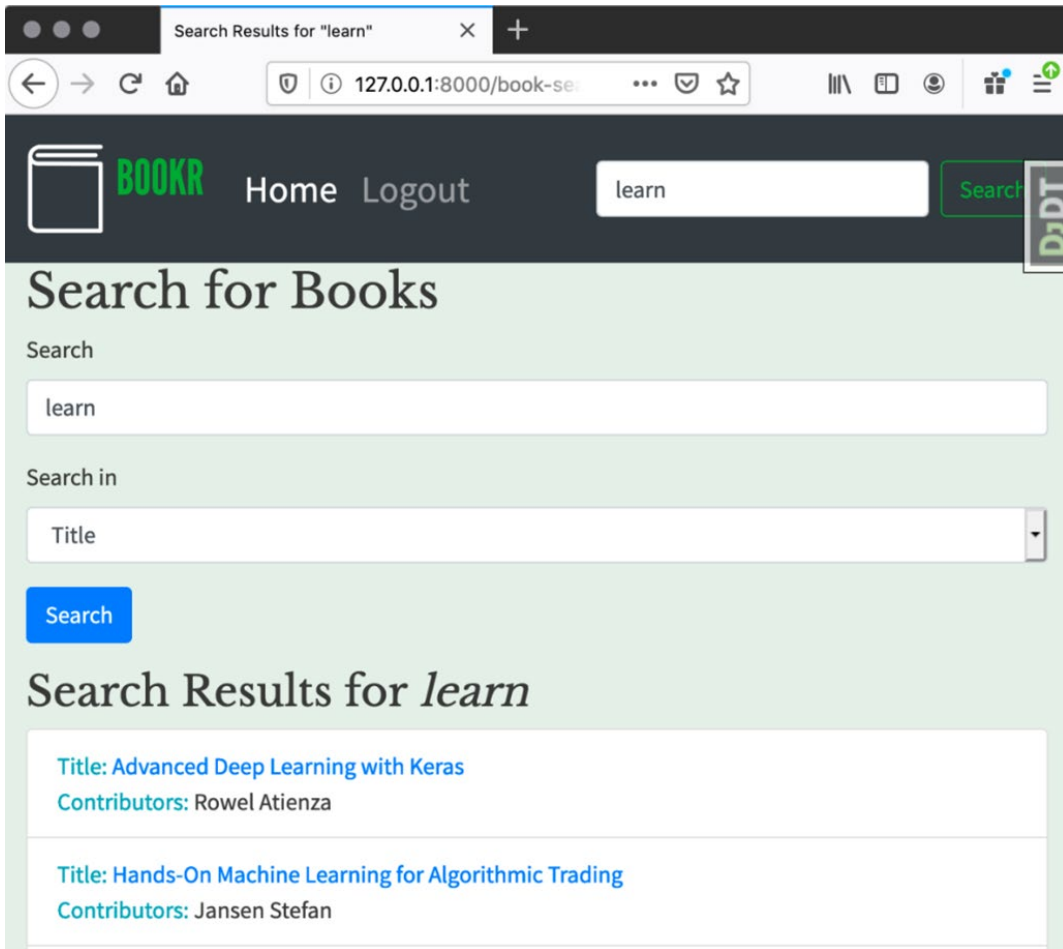 Search Results for "learn"
127.0.0.1:8000/book-se
BOOKR Home Logout learn Search
DJDT
Search for Books
Search
learn
Search in
Title
Search
Search Results for learn
Title: Advanced Deep Learning with Keras
Contributors: Rowel Atienza
Title: Hands-On Machine Learning for Algorithmic Trading
Contributors: Jansen Stefan